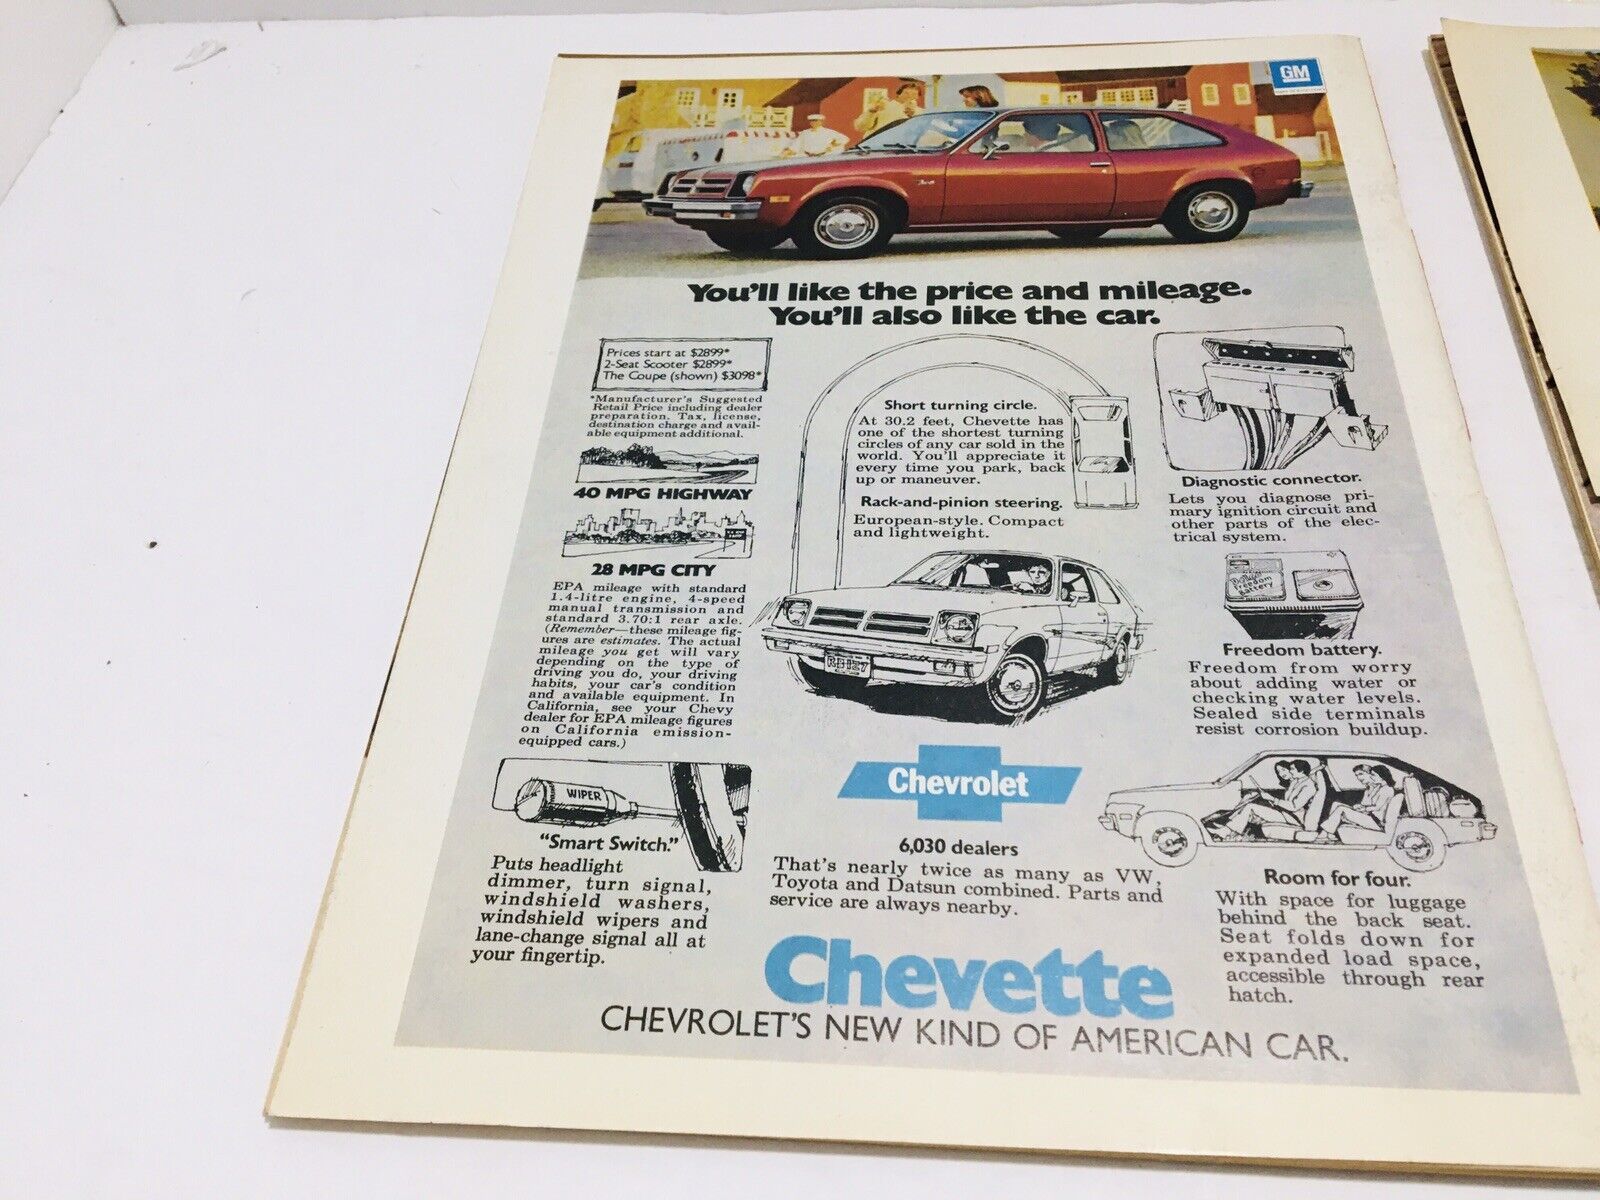 GM
You'll like the price and mileage.
You'll also like the car.
Prices start at $2899*
2-Seat Scooter $2899*
The Coupe (shown) $3098*
*Manufacturer's Suggested
Retail Price including dealer
preparation. Tax, license,
destination charge and avail-
able equipment additional.
40 MPG HIGHWAY
28 MPG CITY
EPA mileage with standard
1.4-litre engine, 4-speed
manual transmission and
standard 3.70:1 rear axle.
(Remember—these mileage fig-
ures are estimates. The actual
mileage you get will vary
depending on the type of
driving you do, your driving
habits, your car's condition
and available equipment. In
California, see your Chevy
dealer for EPA mileage figures
on California emission-
equipped cars.)
WIPER
"Smart Switch."
Puts headlight
dimmer, turn signal,
windshield washers,
windshield wipers and
lane-change signal all at
your fingertip.
Short turning circle.
At 30.2 feet, Chevette has
one of the shortest turning
circles of any car sold in the
world. You'll appreciate it
every time you park, back
up or maneuver.
Rack-and-pinion steering.
European-style. Compact
and lightweight.
RB·127
Chevrolet
6,030 dealers
That's nearly twice as many as VW,
Toyota and Datsun combined. Parts and
service are always nearby.
Diagnostic connector.
Lets you diagnose pri-
mary ignition circuit and
other parts of the elec-
trical system.
Freedom
Battery
Freedom battery.
Freedom from worry
about adding water or
checking water levels.
Sealed side terminals
resist corrosion buildup.
Room for four.
With space for luggage
behind the back seat.
Seat folds down for
expanded load space,
accessible through rear
hatch.
Chevette
CHEVROLET'S NEW KIND OF AMERICAN CAR.